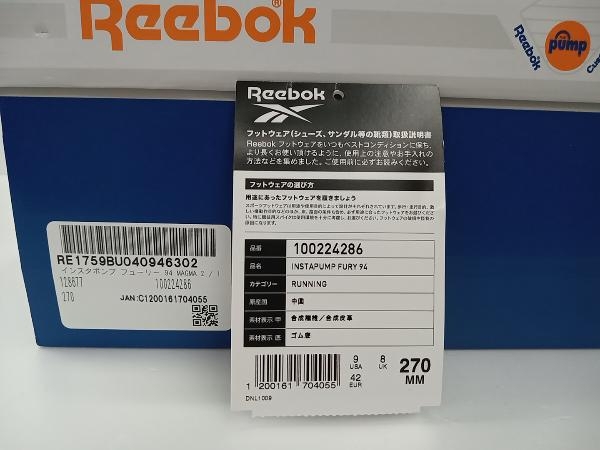 Reebok
Reebok
pump
Reebok
フットウェア(シューズ、サンダル等の靴類)取扱説明書
Reebok フットウェアをいつもベストコンディションに保ち、
より長くお使い頂けるように、使用上の注意やお手入れの
方法などを集めました。ご使用前に必ずお読みください。
フットウェアの選び方
用途にあったフットウェアを履きましょう
品番
100224286
品名
INSTAPUMP FURY 94
カテゴリー
RUNNING
原産国
中国
素材表示 甲
合成繊維/合成皮革
素材表示 底
ゴム底
1 200161 704055
9
USA
8
UK
42
EUR
270
MM
DNL1009
RE1759BU040946302
インスタポンプ フューリー 94 MAGMA 2 / I
128677
100224286
270
JAN:C1200161704055